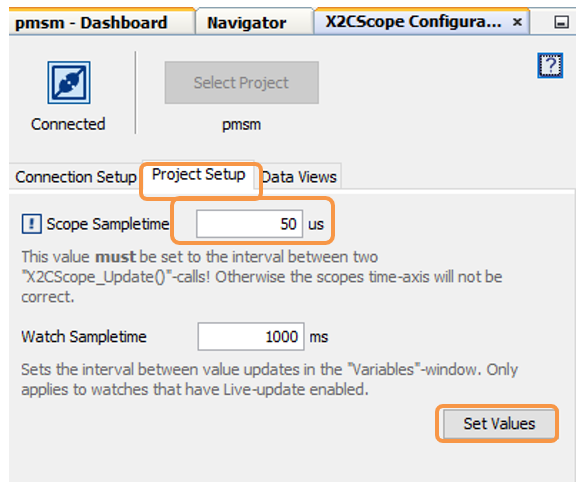 pmsm - Dashboard
Navigator
X2CScope Configura... ×
?
Select Project
Connected
pmsm
Connection Setup
Project Setup
Data Views
! Scope Sampletime 50 us
This value must be set to the interval between two
"X2CScope_Update()"-calls! Otherwise the scopes time-axis will not be
correct.
Watch Sampletime 1000 ms
Sets the interval between value updates in the "Variables"-window. Only
applies to watches that have Live-update enabled.
Set Values